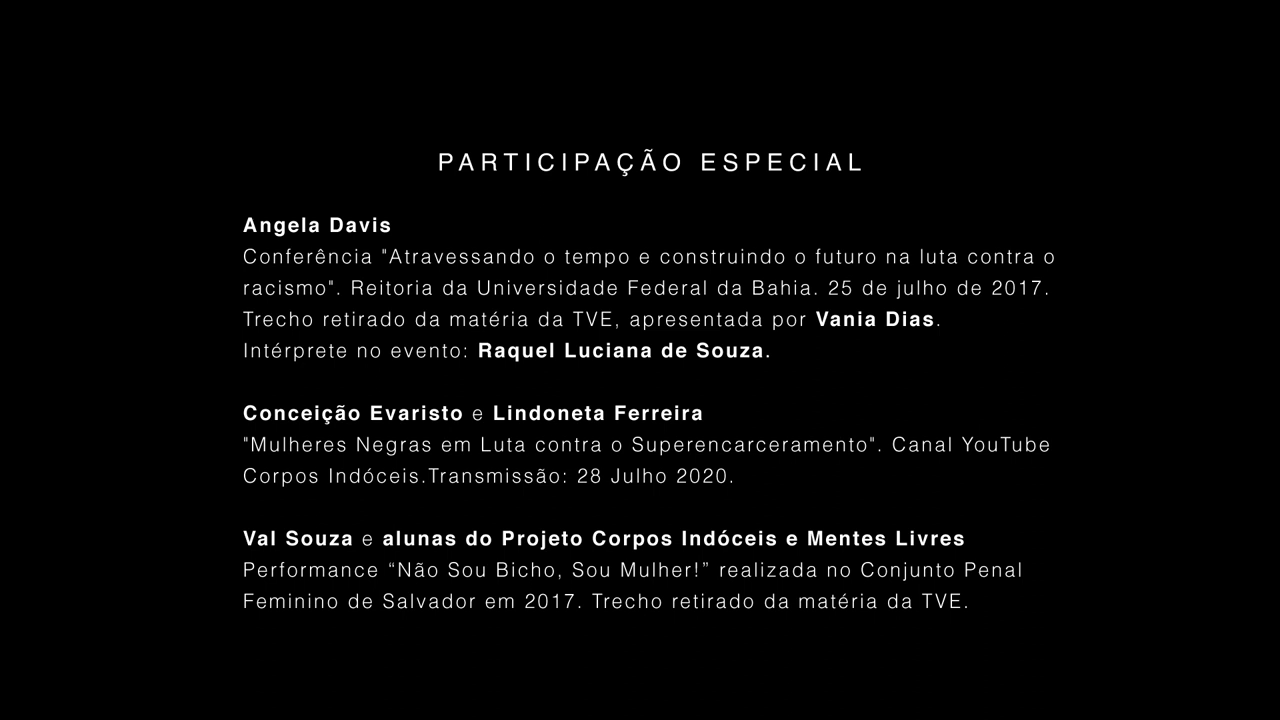 PARTICIPAÇÃO ESPECIAL
Angela Davis
Conferência "Atravessando o tempo e construindo o futuro na luta contra o
racismo". Reitoria da Universidade Federal da Bahia. 25 de julho de 2017.
Trecho retirado da matéria da TVE, apresentada por Vania Dias.
Intérprete no evento: Raquel Luciana de Souza.
Conceição Evaristo e Lindoneta Ferreira
"Mulheres Negras em Luta contra o Superencarceramento". Canal YouTube
Corpos Indóceis.Transmissão: 28 Julho 2020.
Val Souza e alunas do Projeto Corpos Indóceis e Mentes Livres
Performance “Não Sou Bicho, Sou Mulher!” realizada no Conjunto Penal
Feminino de Salvador em 2017. Trecho retirado da matéria da TVE.